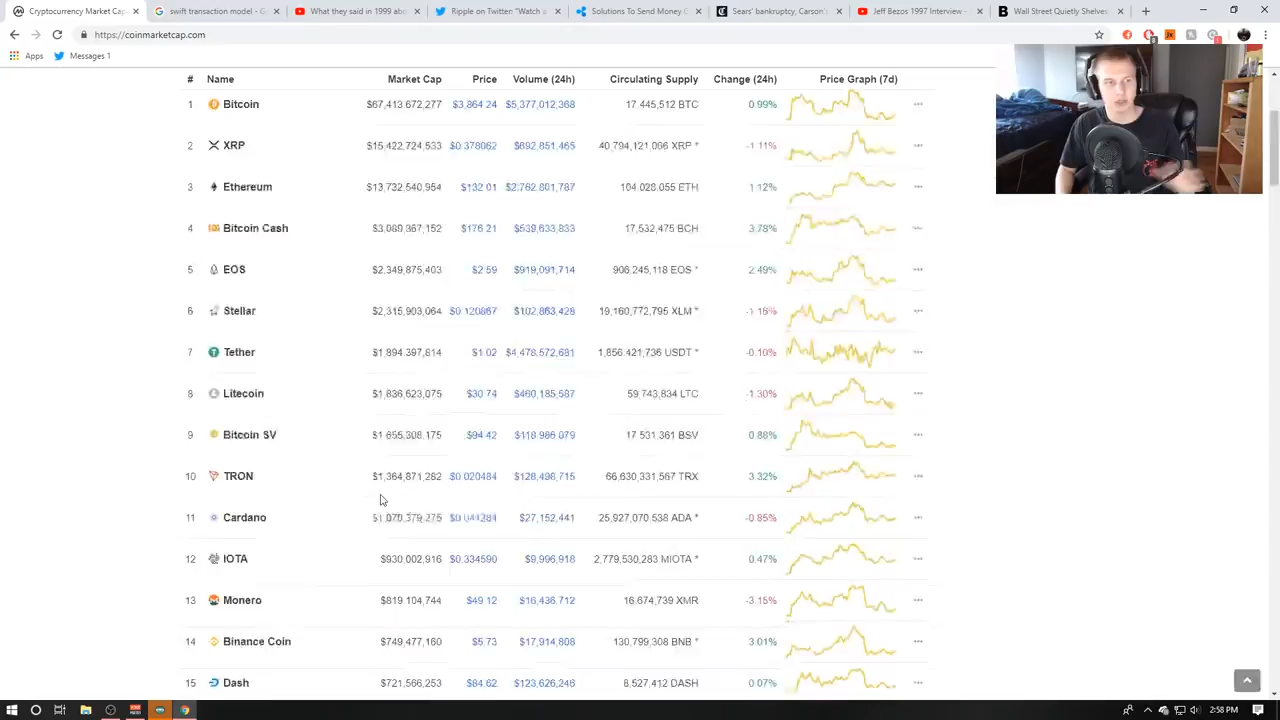 Cryptocurrency Market Cap
swift transaction model - G
What they said in 1999 abo
Ripple on Twitter: "Watch a
Solutions To Send Money G
Sears' bankruptcy, Carson's
Jeff Bezos 1997 Interview -
Wall Street Quietly Shelves
https://coinmarketcap.com
Apps Messages 1
# Name Market Cap Price Volume (24h) Circulating Supply Change (24h) Price Graph (7d)
1 Bitcoin $67,413,672,277 $3,864.24 $5,377,012,368 17,445,512 BTC 0.99%
2 XRP $15,422,724,533 $0.378062 $692,851,465 40,794,121,066 XRP * -1.11%
3 Ethereum $13,732,540,954 $132.01 $2,762,801,787 104,028,055 ETH 1.12%
4 Bitcoin Cash $3,089,367,152 $176.21 $539,633,833 17,532,475 BCH 3.78%
5 EOS $2,349,875,403 $2.59 $919,091,714 906,245,118 EOS * 2.49%
6 Stellar $2,315,903,064 $0.120867 $102,863,428 19,160,772,795 XLM * -1.16%
7 Tether $1,894,397,814 $1.02 $4,478,572,681 1,856,421,736 USDT * -0.10%
8 Litecoin $1,836,623,075 $30.74 $460,185,587 59,743,834 LTC -1.30%
9 Bitcoin SV $1,655,308,175 $94.42 $118,986,079 17,531,361 BSV 0.88%
10 TRON $1,364,871,282 $0.020484 $128,498,715 66,630,331,567 TRX 3.32%
11 Cardano $1,070,379,275 $0.041281 $27,152,441 25,927,070,538 ADA * -0.85%
12 IOTA $930,002,916 $0.334590 $9,996,918 2,779,530,283 MIOTA * 0.47%
13 Monero $819,104,744 $49.12 $16,436,712 16,674,739 XMR -3.15%
14 Binance Coin $749,477,160 $5.73 $17,914,808 130,799,308 BNB * 3.01%
15 Dash $721,566,253 $84.62 $123,620,246 8,527,412 DASH 0.07%
2:58 PM